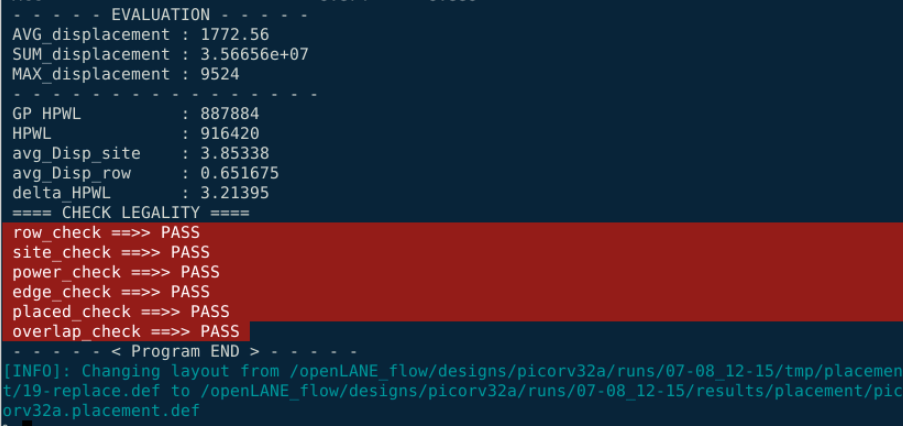 - - - - - EVALUATION - - - - -
AVG_displacement : 1772.56
SUM_displacement : 3.56656e+07
MAX_displacement : 9524
- - - - - - - - - - - - - - - -
GP HPWL          : 887884
HPWL             : 916420
avg_Disp_site    : 3.85338
avg_Disp_row     : 0.651675
delta_HPWL       : 3.21395
==== CHECK LEGALITY ====
row_check ==>> PASS
site_check ==>> PASS
power_check ==>> PASS
edge_check ==>> PASS
placed_check ==>> PASS
overlap_check ==>> PASS
- - - - - < Program END > - - - - -
[INFO]: Changing layout from /openLANE_flow/designs/picorv32a/runs/07-08_12-15/tmp/placemen
t/19-replace.def to /openLANE_flow/designs/picorv32a/runs/07-08_12-15/results/placement/pic
orv32a.placement.def